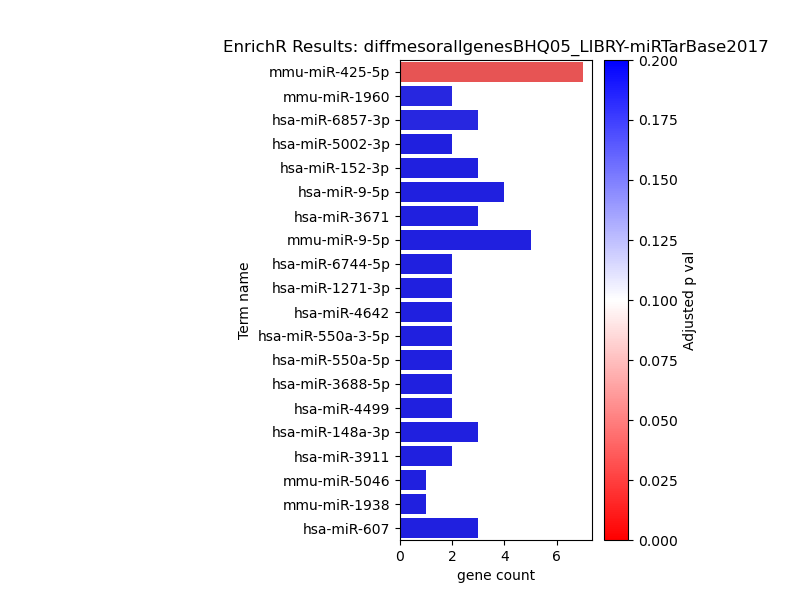 EnrichR Results: diffmesorallgenesBHQ05_LIBRY-miRTarBase2017
mmu-miR-425-5p
mmu-miR-1960
hsa-miR-6857-3p
hsa-miR-5002-3p
hsa-miR-152-3p
hsa-miR-9-5p
hsa-miR-3671
mmu-miR-9-5p
hsa-miR-6744-5p
hsa-miR-1271-3p
hsa-miR-4642
hsa-miR-550a-3-5p
hsa-miR-550a-5p
hsa-miR-3688-5p
hsa-miR-4499
hsa-miR-148a-3p
hsa-miR-3911
mmu-miR-5046
mmu-miR-1938
hsa-miR-607
Term name
0 2 4 6
gene count
0.200
0.175
0.150
0.125
0.100
0.075
0.050
0.025
0.000
Adjusted p val